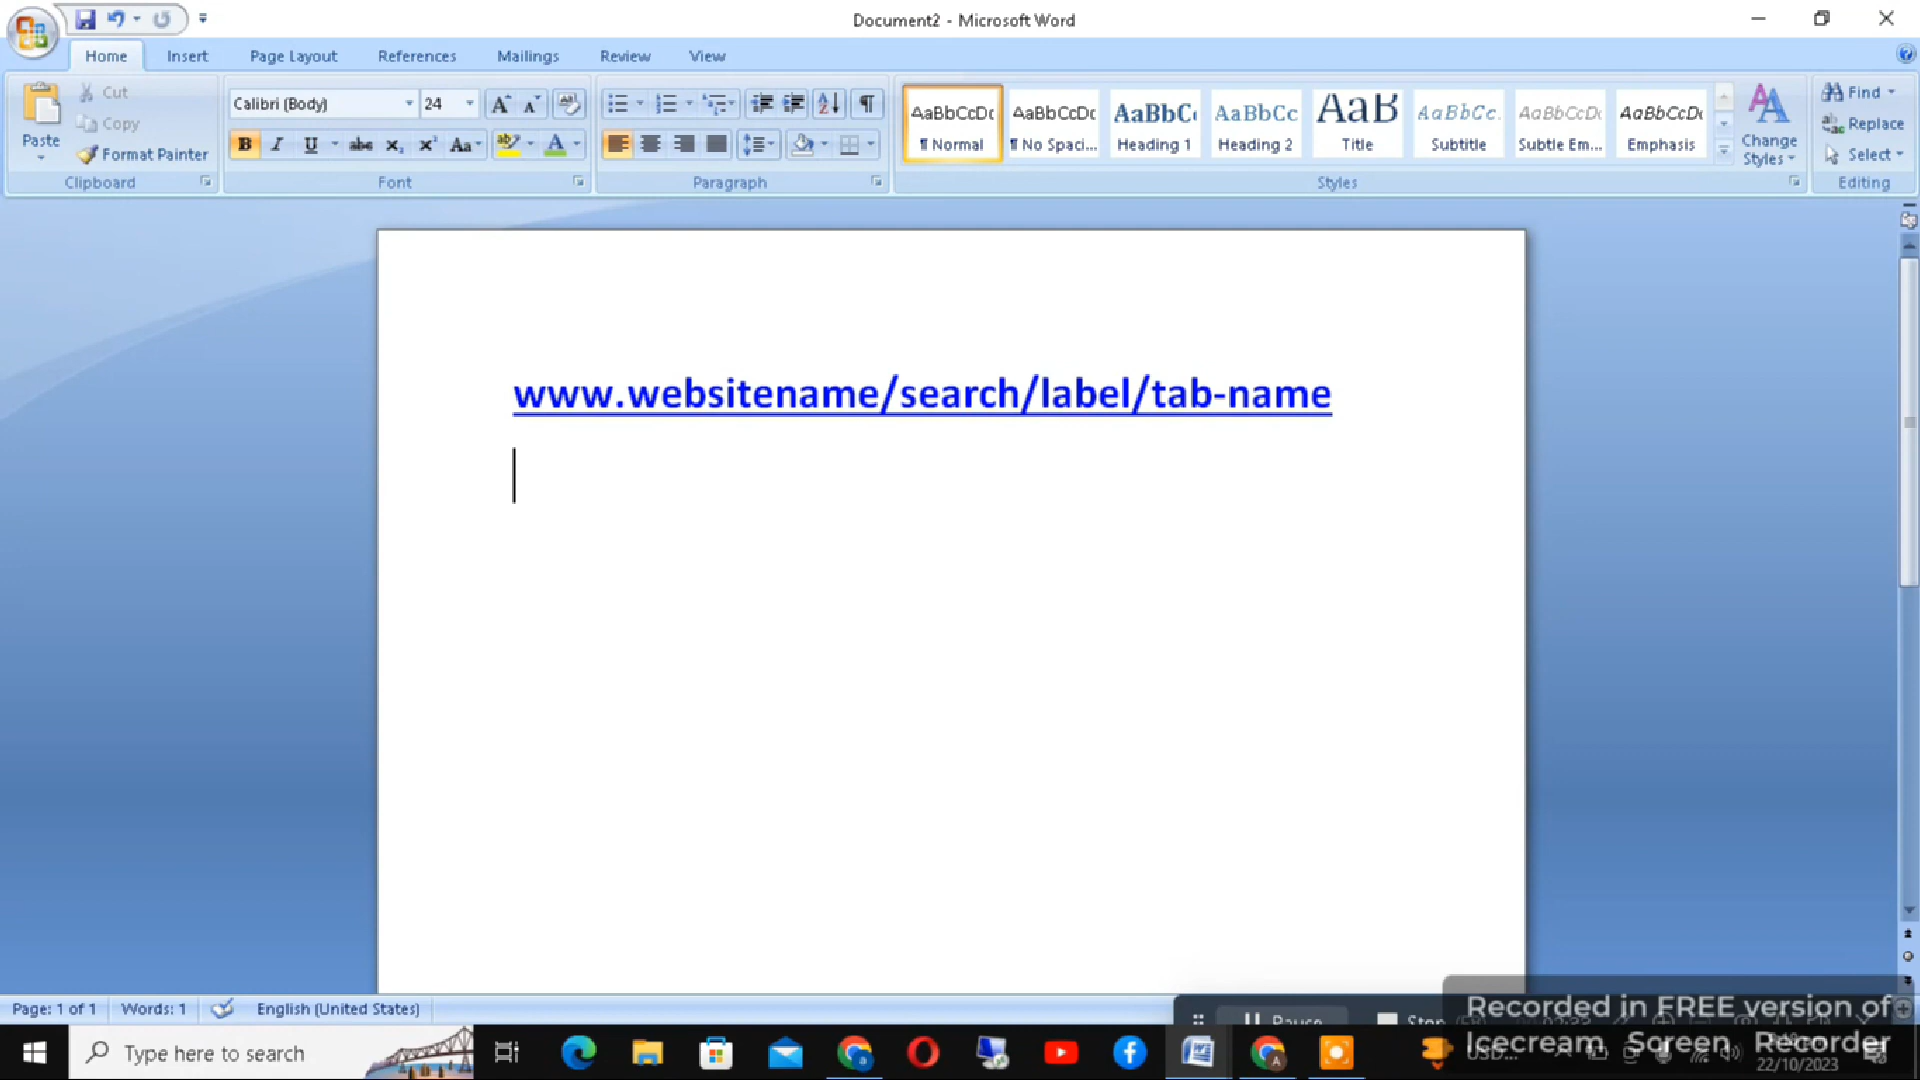 Document2 - Microsoft Word
Home Insert Page Layout References Mailings Review View
Paste
Cut
Copy
Format Painter
Clipboard
Calibri (Body) 24
Font
Paragraph
AaBbCcDc AaBbCcDc AaBbC AaBbCc AaB AaBbCc. AaBbCcDc AaBbCcDc
¶ Normal ¶ No Spaci... Heading 1 Heading 2 Title Subtitle Subtle Em... Emphasis
Change
Styles
Styles
Find
Replace
Select
Editing
www.websitename/search/label/tab-name
Page: 1 of 1 Words: 1 English (United States)
Pause
Recorded in FREE version of
Icecream Screen Recorder
Type here to search
22/10/2023